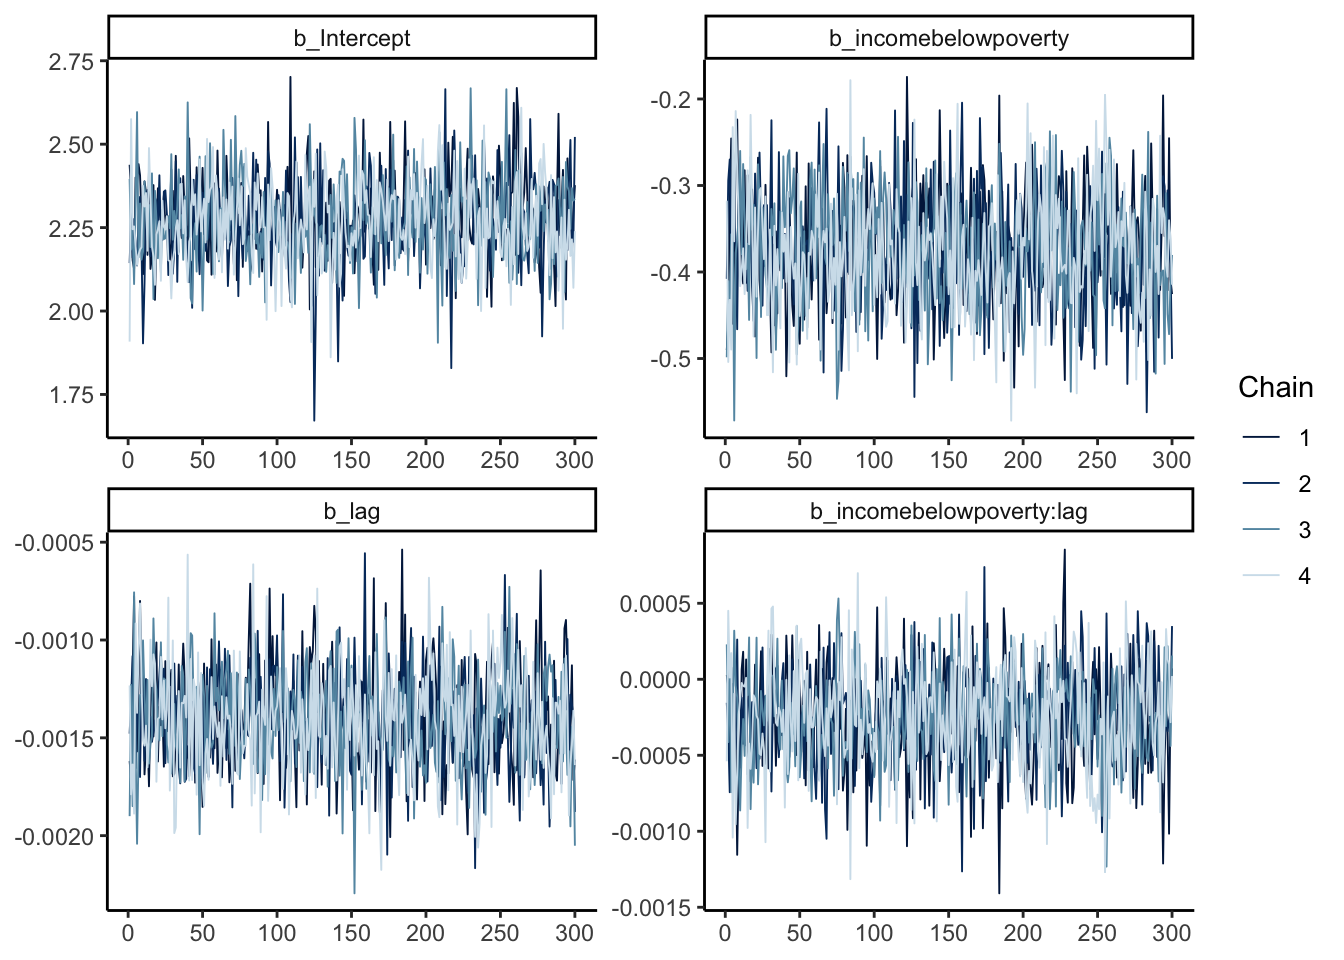 b_Intercept
2.75
2.50
2.25
2.00
1.75
0 50 100 150 200 250 300
b_incomebelowpoverty
-0.2
-0.3
-0.4
-0.5
0 50 100 150 200 250 300
b_lag
-0.0005
-0.0010
-0.0015
-0.0020
0 50 100 150 200 250 300
b_incomebelowpoverty:lag
0.0005
0.0000
-0.0005
-0.0010
-0.0015
0 50 100 150 200 250 300
Chain
1
2
3
4